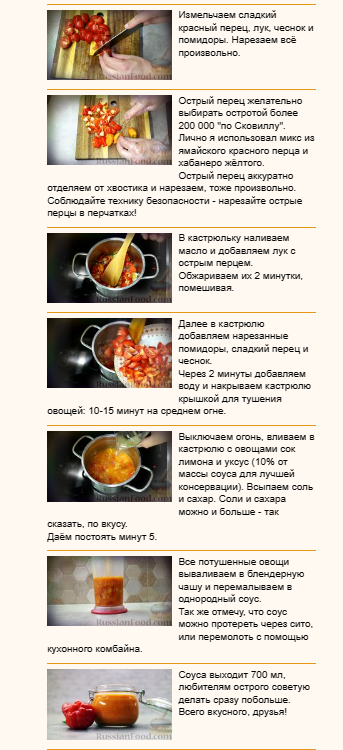 Измельчаем сладкий
красный перец, лук, чеснок и
помидоры. Нарезаем всё
произвольно.
RussianFood.com
Острый перец желательно
выбирать остротой более
200 000 "по Сковиллу".
Лично я использовал микс из
ямайского красного перца и
хабанеро жёлтого.
Острый перец аккуратно
отделяем от хвостика и нарезаем, тоже произвольно.
Соблюдайте технику безопасности - нарезайте острые
перцы в перчатках!
RussianFood.com
В кастрюльку наливаем
масло и добавляем лук с
острым перцем.
Обжариваем их 2 минутки,
помешивая.
RussianFood.com
Далее в кастрюлю
добавляем нарезанные
помидоры, сладкий перец и
чеснок.
Через 2 минуты добавляем
воду и накрываем кастрюлю
крышкой для тушения
овощей: 10-15 минут на среднем огне.
RussianFood.com
Выключаем огонь, вливаем в
кастрюлю с овощами сок
лимона и уксус (10% от
массы соуса для лучшей
консервации). Всыпаем соль
и сахар. Соли и сахара
можно и больше - так
сказать, по вкусу.
Даём постоять минут 5.
RussianFood.com
Все потушенные овощи
вываливаем в блендерную
чашу и перемалываем в
однородный соус.
Так же отмечу, что соус
можно протереть через сито,
или перемолоть с помощью
кухонного комбайна.
RussianFood.com
Соуса выходит 700 мл,
любителям острого советую
делать сразу побольше.
Всего вкусного, друзья!
RussianFood.com